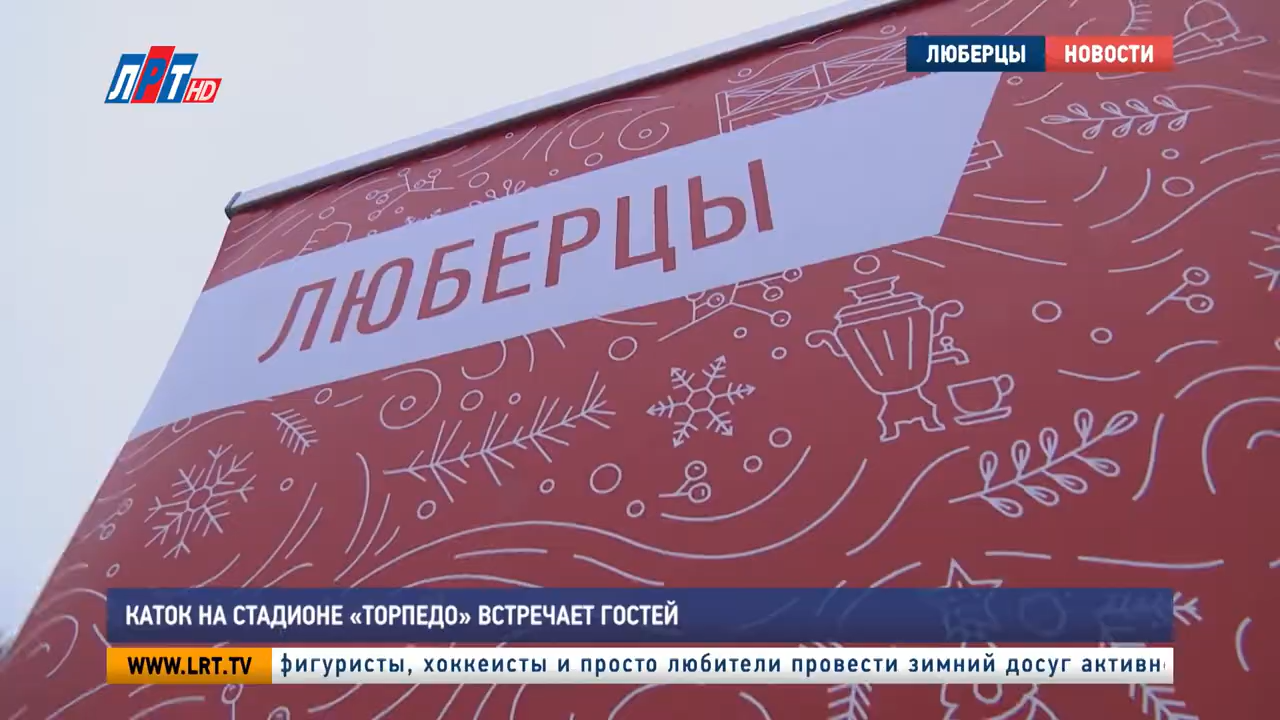 ЛРТ HD
ЛЮБЕРЦЫ НОВОСТИ
ЛЮБЕРЦЫ
КАТОК НА СТАДИОНЕ «ТОРПЕДО» ВСТРЕЧАЕТ ГОСТЕЙ
WWW.LRT.TV фигуристы, хоккеисты и просто любители провести зимний досуг активн